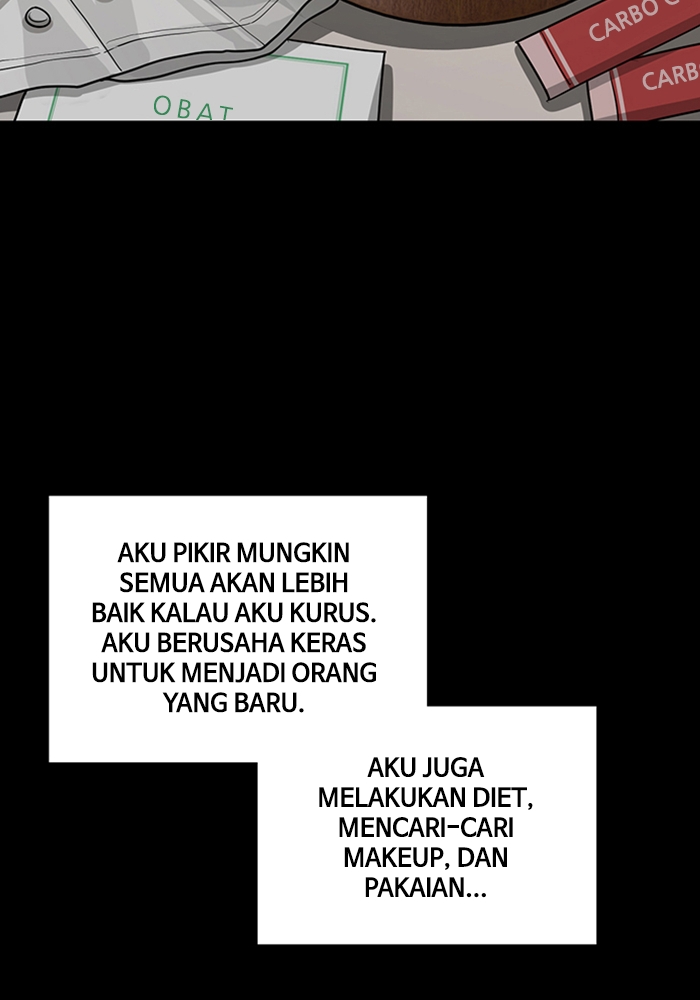 CARBO C
CARB
OBAT
AKU PIKIR MUNGKIN
SEMUA AKAN LEBIH
BAIK KALAU AKU KURUS.
AKU BERUSAHA KERAS
UNTUK MENJADI ORANG
YANG BARU.
AKU JUGA
MELAKUKAN DIET,
MENCARI-CARI
MAKEUP, DAN
PAKAIAN...